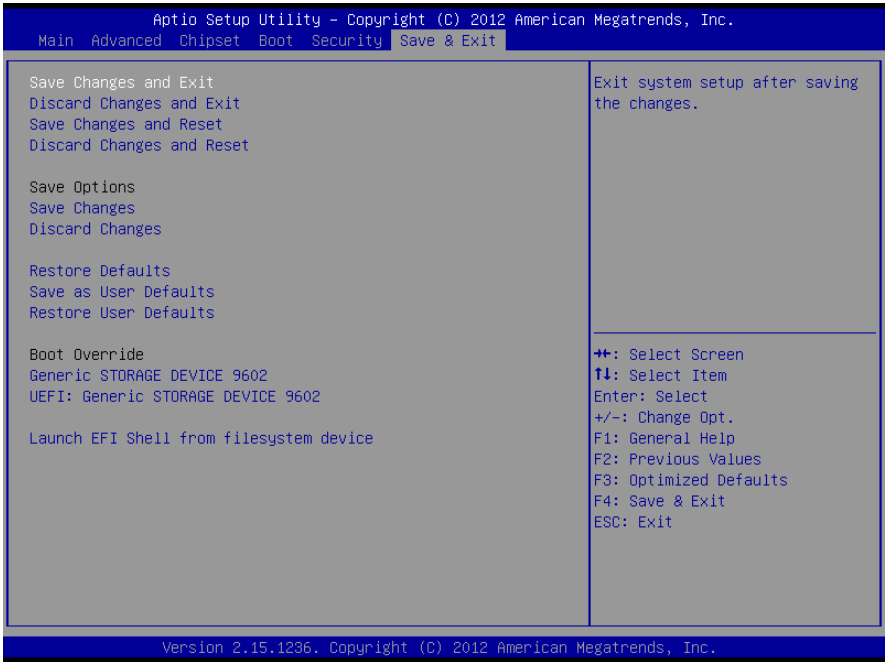 Aptio Setup Utility – Copyright (C) 2012 American Megatrends, Inc.
Main Advanced Chipset Boot Security Save & Exit
Save Changes and Exit
Discard Changes and Exit
Save Changes and Reset
Discard Changes and Reset
Save Options
Save Changes
Discard Changes
Restore Defaults
Save as User Defaults
Restore User Defaults
Boot Override
Generic STORAGE DEVICE 9602
UEFI: Generic STORAGE DEVICE 9602
Launch EFI Shell from filesystem device
Exit system setup after saving
the changes.
→←: Select Screen
↑↓: Select Item
Enter: Select
+/-: Change Opt.
F1: General Help
F2: Previous Values
F3: Optimized Defaults
F4: Save & Exit
ESC: Exit
Version 2.15.1236. Copyright (C) 2012 American Megatrends, Inc.